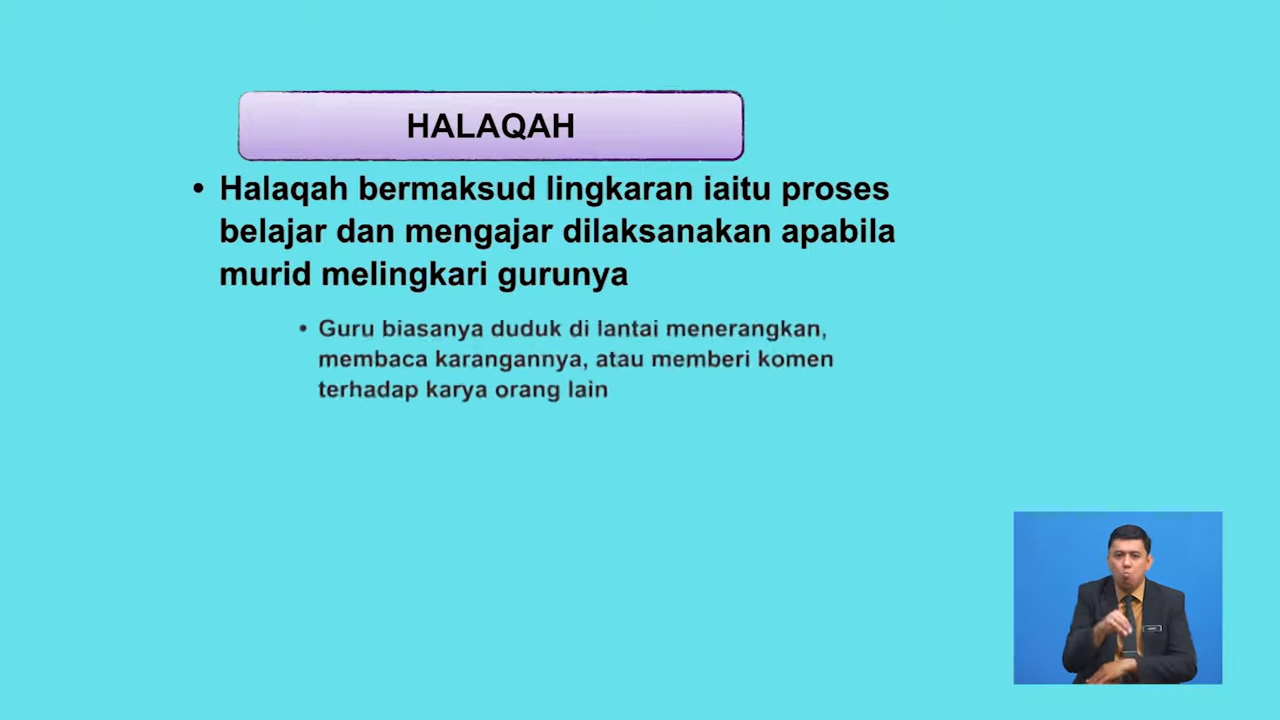 HALAQAH
• Halaqah bermaksud lingkaran iaitu proses
belajar dan mengajar dilaksanakan apabila
murid melingkari gurunya
• Guru biasanya duduk di lantai menerangkan,
membaca karangannya, atau memberi komen
terhadap karya orang lain